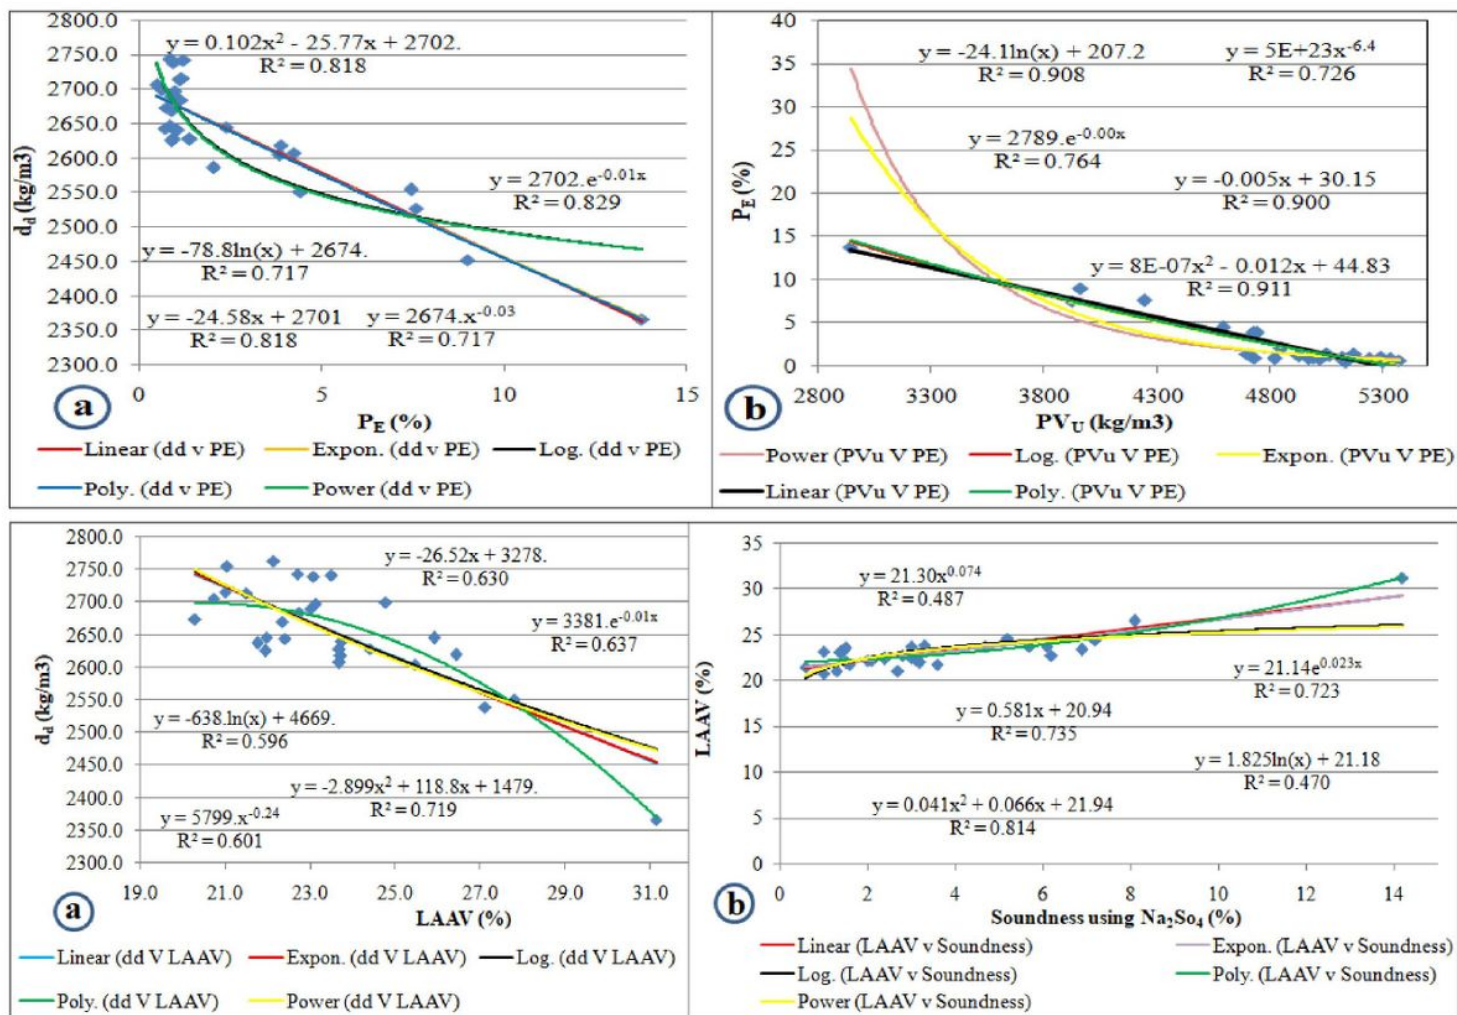 2800.0
2750.0
2700.0
2650.0
2600.0
2550.0
2500.0
2450.0
2400.0
2350.0
2300.0
d_d (kg/m3)
y = 0.102x² - 25.77x + 2702.
R² = 0.818
y = 2702.e^-0.01x
R² = 0.829
y = -78.8ln(x) + 2674.
R² = 0.717
y = -24.58x + 2701
R² = 0.818
y = 2674.x^-0.03
R² = 0.717
0 5 10 15
a
P_E (%)
Linear (dd v PE) Expon. (dd v PE) Log. (dd v PE)
Poly. (dd v PE) Power (dd v PE)
40
35
30
25
20
15
10
5
0
P_E (%)
y = -24.1ln(x) + 207.2
R² = 0.908
y = 5E+23x^-6.4
R² = 0.726
y = 2789.e^-0.00x
R² = 0.764
y = -0.005x + 30.15
R² = 0.900
y = 8E-07x² - 0.012x + 44.83
R² = 0.911
2800 3300 3800 4300 4800 5300
b
PV_U (kg/m3)
Power (PVu V PE) Log. (PVu V PE) Expon. (PVu V PE)
Linear (PVu V PE) Poly. (PVu V PE)
2800.0
2750.0
2700.0
2650.0
2600.0
2550.0
2500.0
2450.0
2400.0
2350.0
2300.0
d_d (kg/m3)
y = -26.52x + 3278.
R² = 0.630
y = 3381.e^-0.01x
R² = 0.637
y = -638.ln(x) + 4669.
R² = 0.596
y = -2.899x² + 118.8x + 1479.
R² = 0.719
y = 5799.x^-0.24
R² = 0.601
19.0 21.0 23.0 25.0 27.0 29.0 31.0
a
LAAV (%)
Linear (dd V LAAV) Expon. (dd V LAAV) Log. (dd V LAAV)
Poly. (dd V LAAV) Power (dd V LAAV)
35
30
25
20
15
10
5
0
LAAV (%)
y = 21.30x^0.074
R² = 0.487
y = 21.14e^0.023x
R² = 0.723
y = 0.581x + 20.94
R² = 0.735
y = 1.825ln(x) + 21.18
R² = 0.470
y = 0.041x² + 0.066x + 21.94
R² = 0.814
0 2 4 6 8 10 12 14
b
Soundness using Na₂So₄ (%)
Linear (LAAV v Soundness) Expon. (LAAV v Soundness)
Log. (LAAV v Soundness) Poly. (LAAV v Soundness)
Power (LAAV v Soundness)